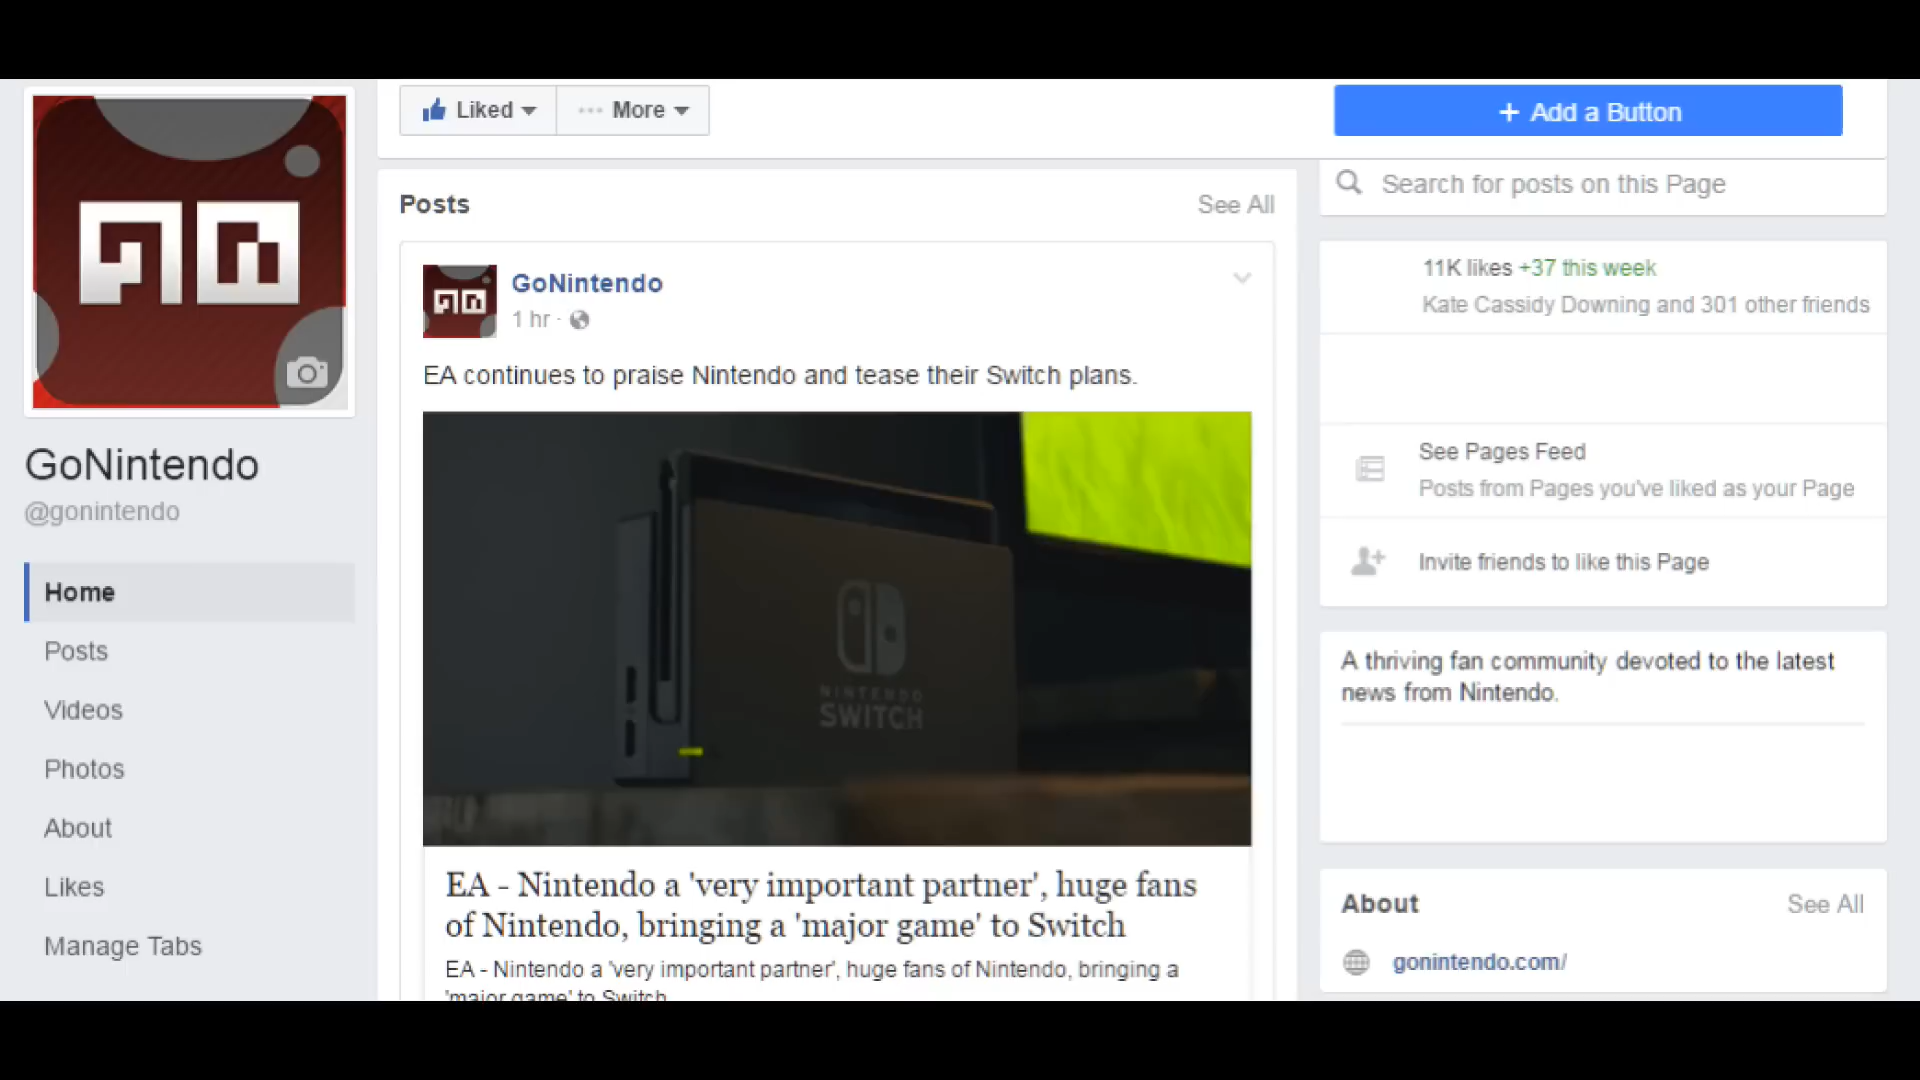 Liked
More
+ Add a Button
GoNintendo
@gonintendo
Home
Posts
Videos
Photos
About
Likes
Manage Tabs
Posts
See All
GoNintendo
1 hr ·
EA continues to praise Nintendo and tease their Switch plans.
NINTENDO
SWITCH
EA - Nintendo a 'very important partner', huge fans
of Nintendo, bringing a 'major game' to Switch
EA - Nintendo a 'very important partner', huge fans of Nintendo, bringing a
'major game' to Switch
Search for posts on this Page
11K likes +37 this week
Kate Cassidy Downing and 301 other friends
See Pages Feed
Posts from Pages you've liked as your Page
Invite friends to like this Page
A thriving fan community devoted to the latest
news from Nintendo.
About
See All
gonintendo.com/